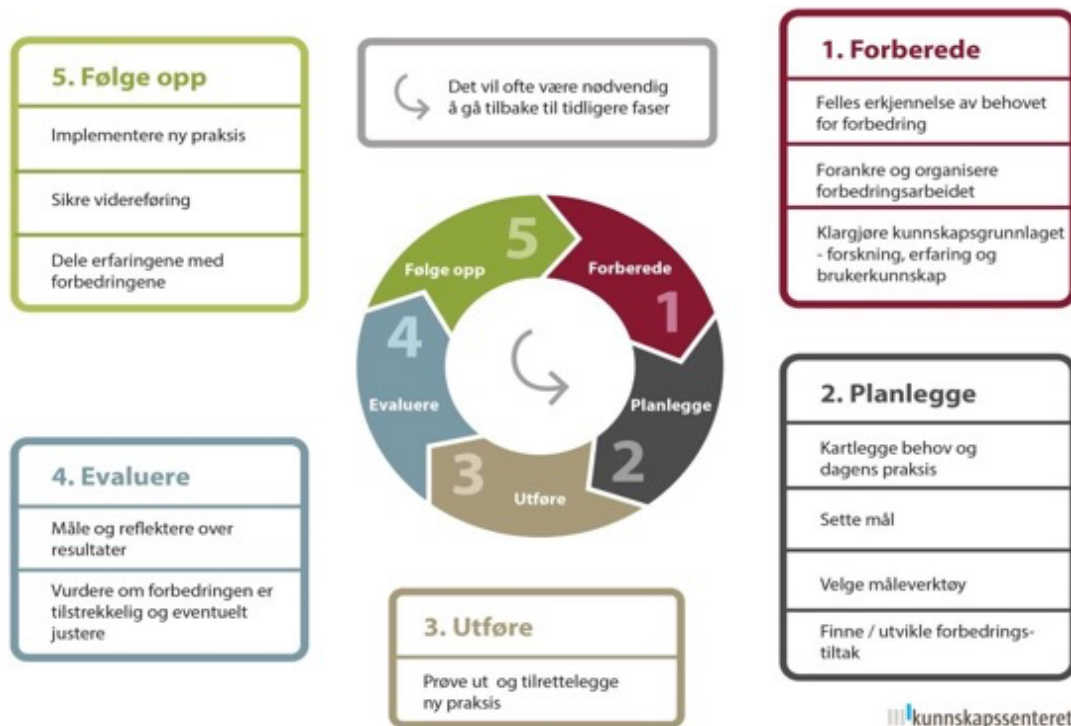 5. Følge opp
Implementere ny praksis
Sikre videreføring
Dele erfaringene med
forbedringene
Det vil ofte være nødvendig
å gå tilbake til tidligere faser
1. Forberede
Felles erkjennelse av behovet
for forbedring
Forankre og organisere
forbedringsarbeidet
Klargjøre kunnskapsgrunnlaget
- forskning, erfaring og
brukerkunnskap
5
Følge opp
Forberede
1
4
Evaluere
Planlegge
2
3
Utføre
2. Planlegge
Kartlegge behov og
dagens praksis
Sette mål
Velge måleverktøy
Finne / utvikle forbedrings-
tiltak
4. Evaluere
Måle og reflektere over
resultater
Vurdere om forbedringen er
tilstrekkelig og eventuelt
justere
3. Utføre
Prøve ut og tilrettelegge
ny praksis
kunnskapssenteret